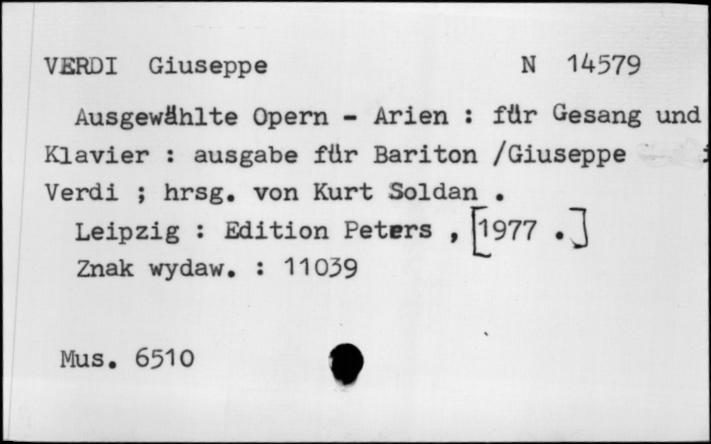 VERDI Giuseppe N 14579
Ausgewählte Opern - Arien : für Gesang und
Klavier : ausgabe für Bariton /Giuseppe
Verdi ; hrsg. von Kurt Soldan .
Leipzig : Edition Peters , [1977 .]
Znak wydaw. : 11039
Mus. 6510